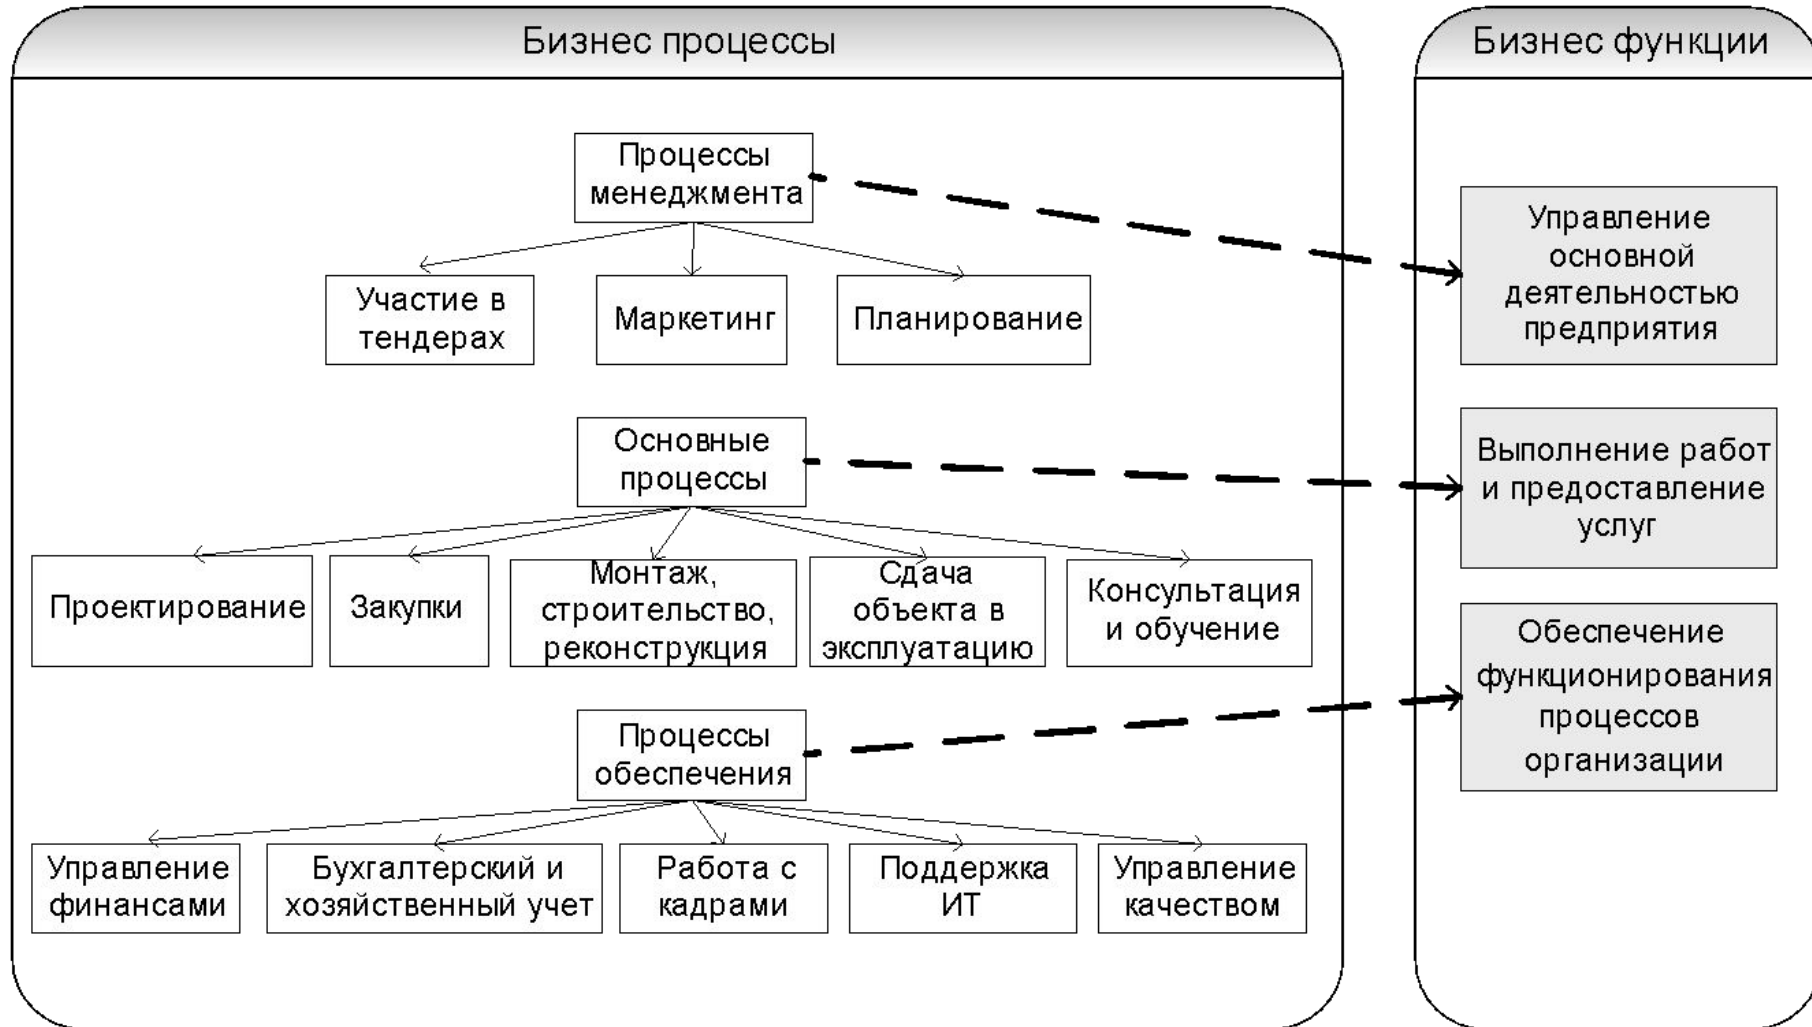 Бизнес процессы
Бизнес функции
Процессы
менеджмента
Участие в
тендерах
Маркетинг
Планирование
Управление
основной
деятельностью
предприятия
Основные
процессы
Проектирование
Закупки
Монтаж,
строительство,
реконструкция
Сдача
объекта в
эксплуатацию
Консультация
и обучение
Выполнение работ
и предоставление
услуг
Процессы
обеспечения
Управление
финансами
Бухгалтерский и
хозяйственный учет
Работа с
кадрами
Поддержка
ИТ
Управление
качеством
Обеспечение
функционирования
процессов
организации